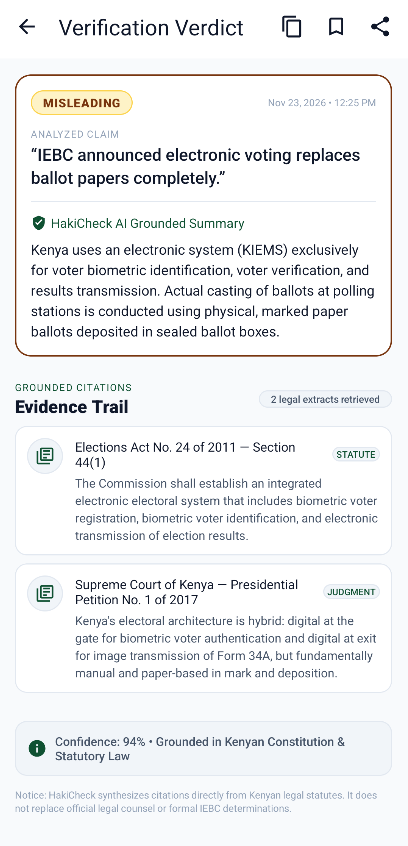 Verification Verdict
MISLEADING
Nov 23, 2026 • 12:25 PM
ANALYZED CLAIM
“IEBC announced electronic voting replaces
ballot papers completely.”
HakiCheck AI Grounded Summary
Kenya uses an electronic system (KIEMS) exclusively
for voter biometric identification, voter verification, and
results transmission. Actual casting of ballots at polling
stations is conducted using physical, marked paper
ballots deposited in sealed ballot boxes.
GROUNDED CITATIONS
Evidence Trail
2 legal extracts retrieved
Elections Act No. 24 of 2011 — Section
44(1)
STATUTE
The Commission shall establish an integrated
electronic electoral system that includes biometric voter
registration, biometric voter identification, and electronic
transmission of election results.
Supreme Court of Kenya — Presidential
Petition No. 1 of 2017
JUDGMENT
Kenya's electoral architecture is hybrid: digital at the
gate for biometric voter authentication and digital at exit
for image transmission of Form 34A, but fundamentally
manual and paper-based in mark and deposition.
Confidence: 94% • Grounded in Kenyan Constitution &
Statutory Law
Notice: HakiCheck synthesizes citations directly from Kenyan legal statutes. It does
not replace official legal counsel or formal IEBC determinations.